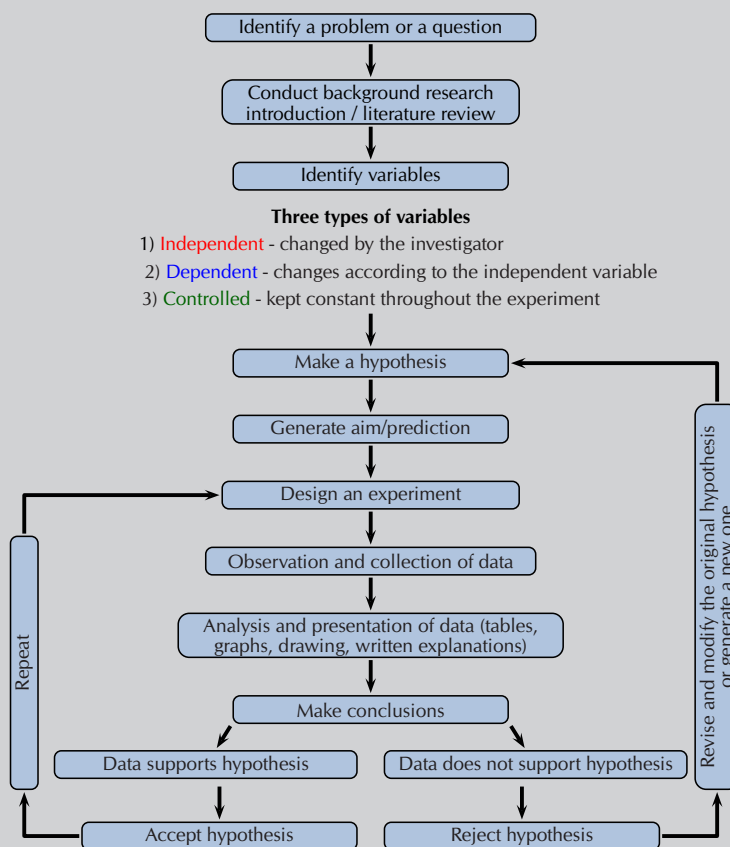 Identify a problem or a question
Conduct background research
introduction / literature review
Identify variables
Three types of variables
1) Independent - changed by the investigator
2) Dependent - changes according to the independent variable
3) Controlled - kept constant throughout the experiment
Make a hypothesis
Generate aim/prediction
Design an experiment
Observation and collection of data
Analysis and presentation of data (tables,
graphs, drawing, written explanations)
Make conclusions
Data supports hypothesis
Data does not support hypothesis
Accept hypothesis
Reject hypothesis
Repeat
Revise and modify the original hypothesis
or generate a new one